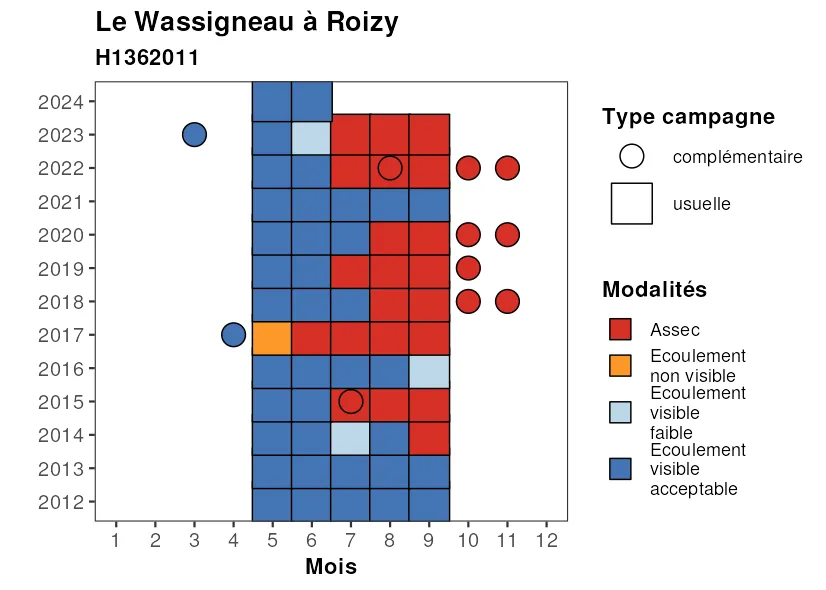 Le Wassigneau à Roizy
H1362011
2024
2023
2022
2021
2020
2019
2018
2017
2016
2015
2014
2013
2012
1 2 3 4 5 6 7 8 9 10 11 12
Mois
Type campagne
complémentaire
usuelle
Modalités
Assec
Ecoulement
non visible
Ecoulement
visible
faible
Ecoulement
visible
acceptable